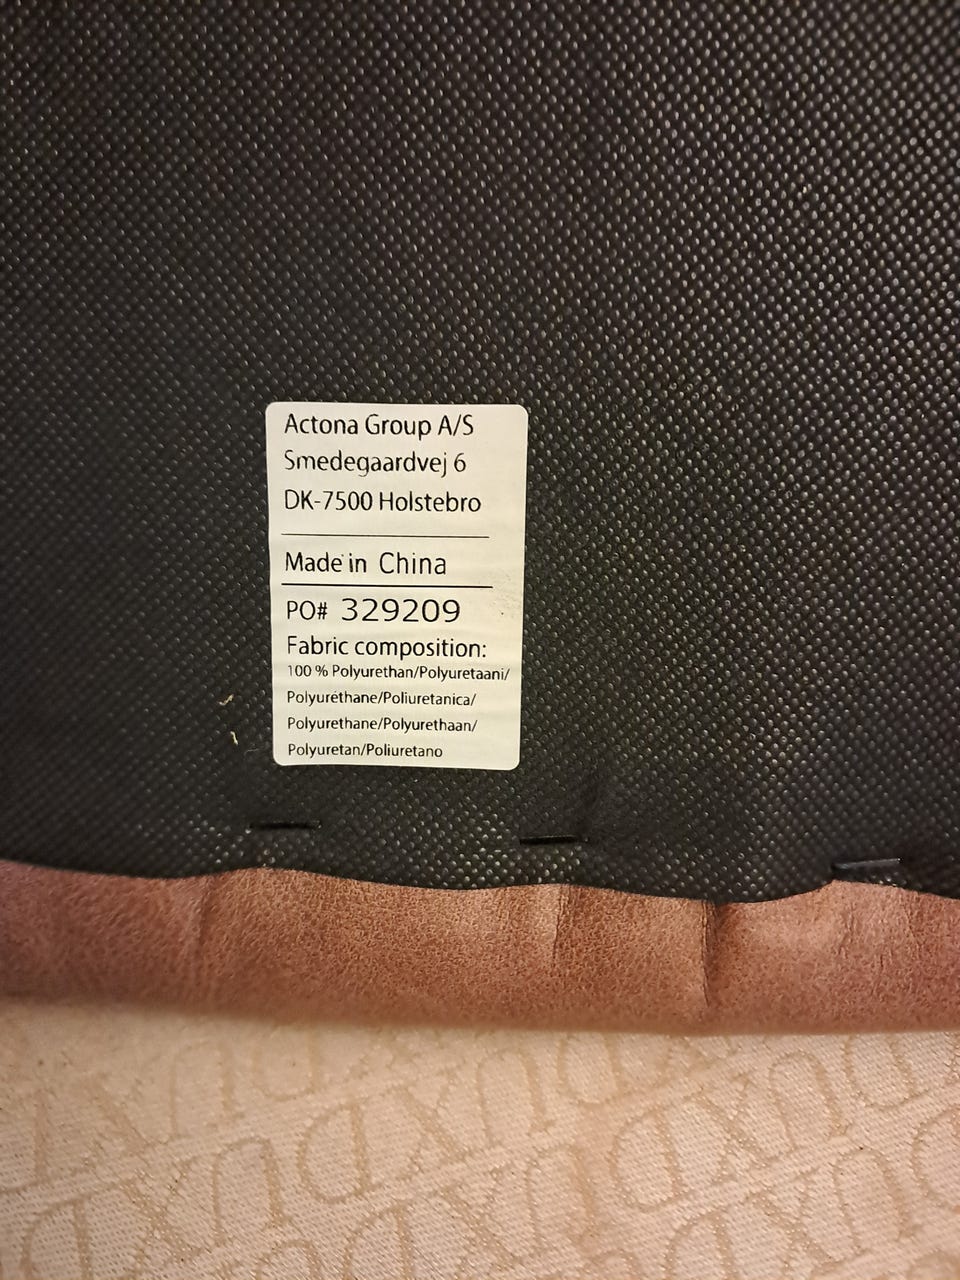 Actona Group A/S
Smedegaardvej 6
DK-7500 Holstebro
Made in China
PO# 329209
Fabric composition:
100 % Polyurethan/Polyuretaani/
Polyuréthane/Poliuretanica/
Polyurethane/Polyurethaan/
Polyuretan/Poliuretano